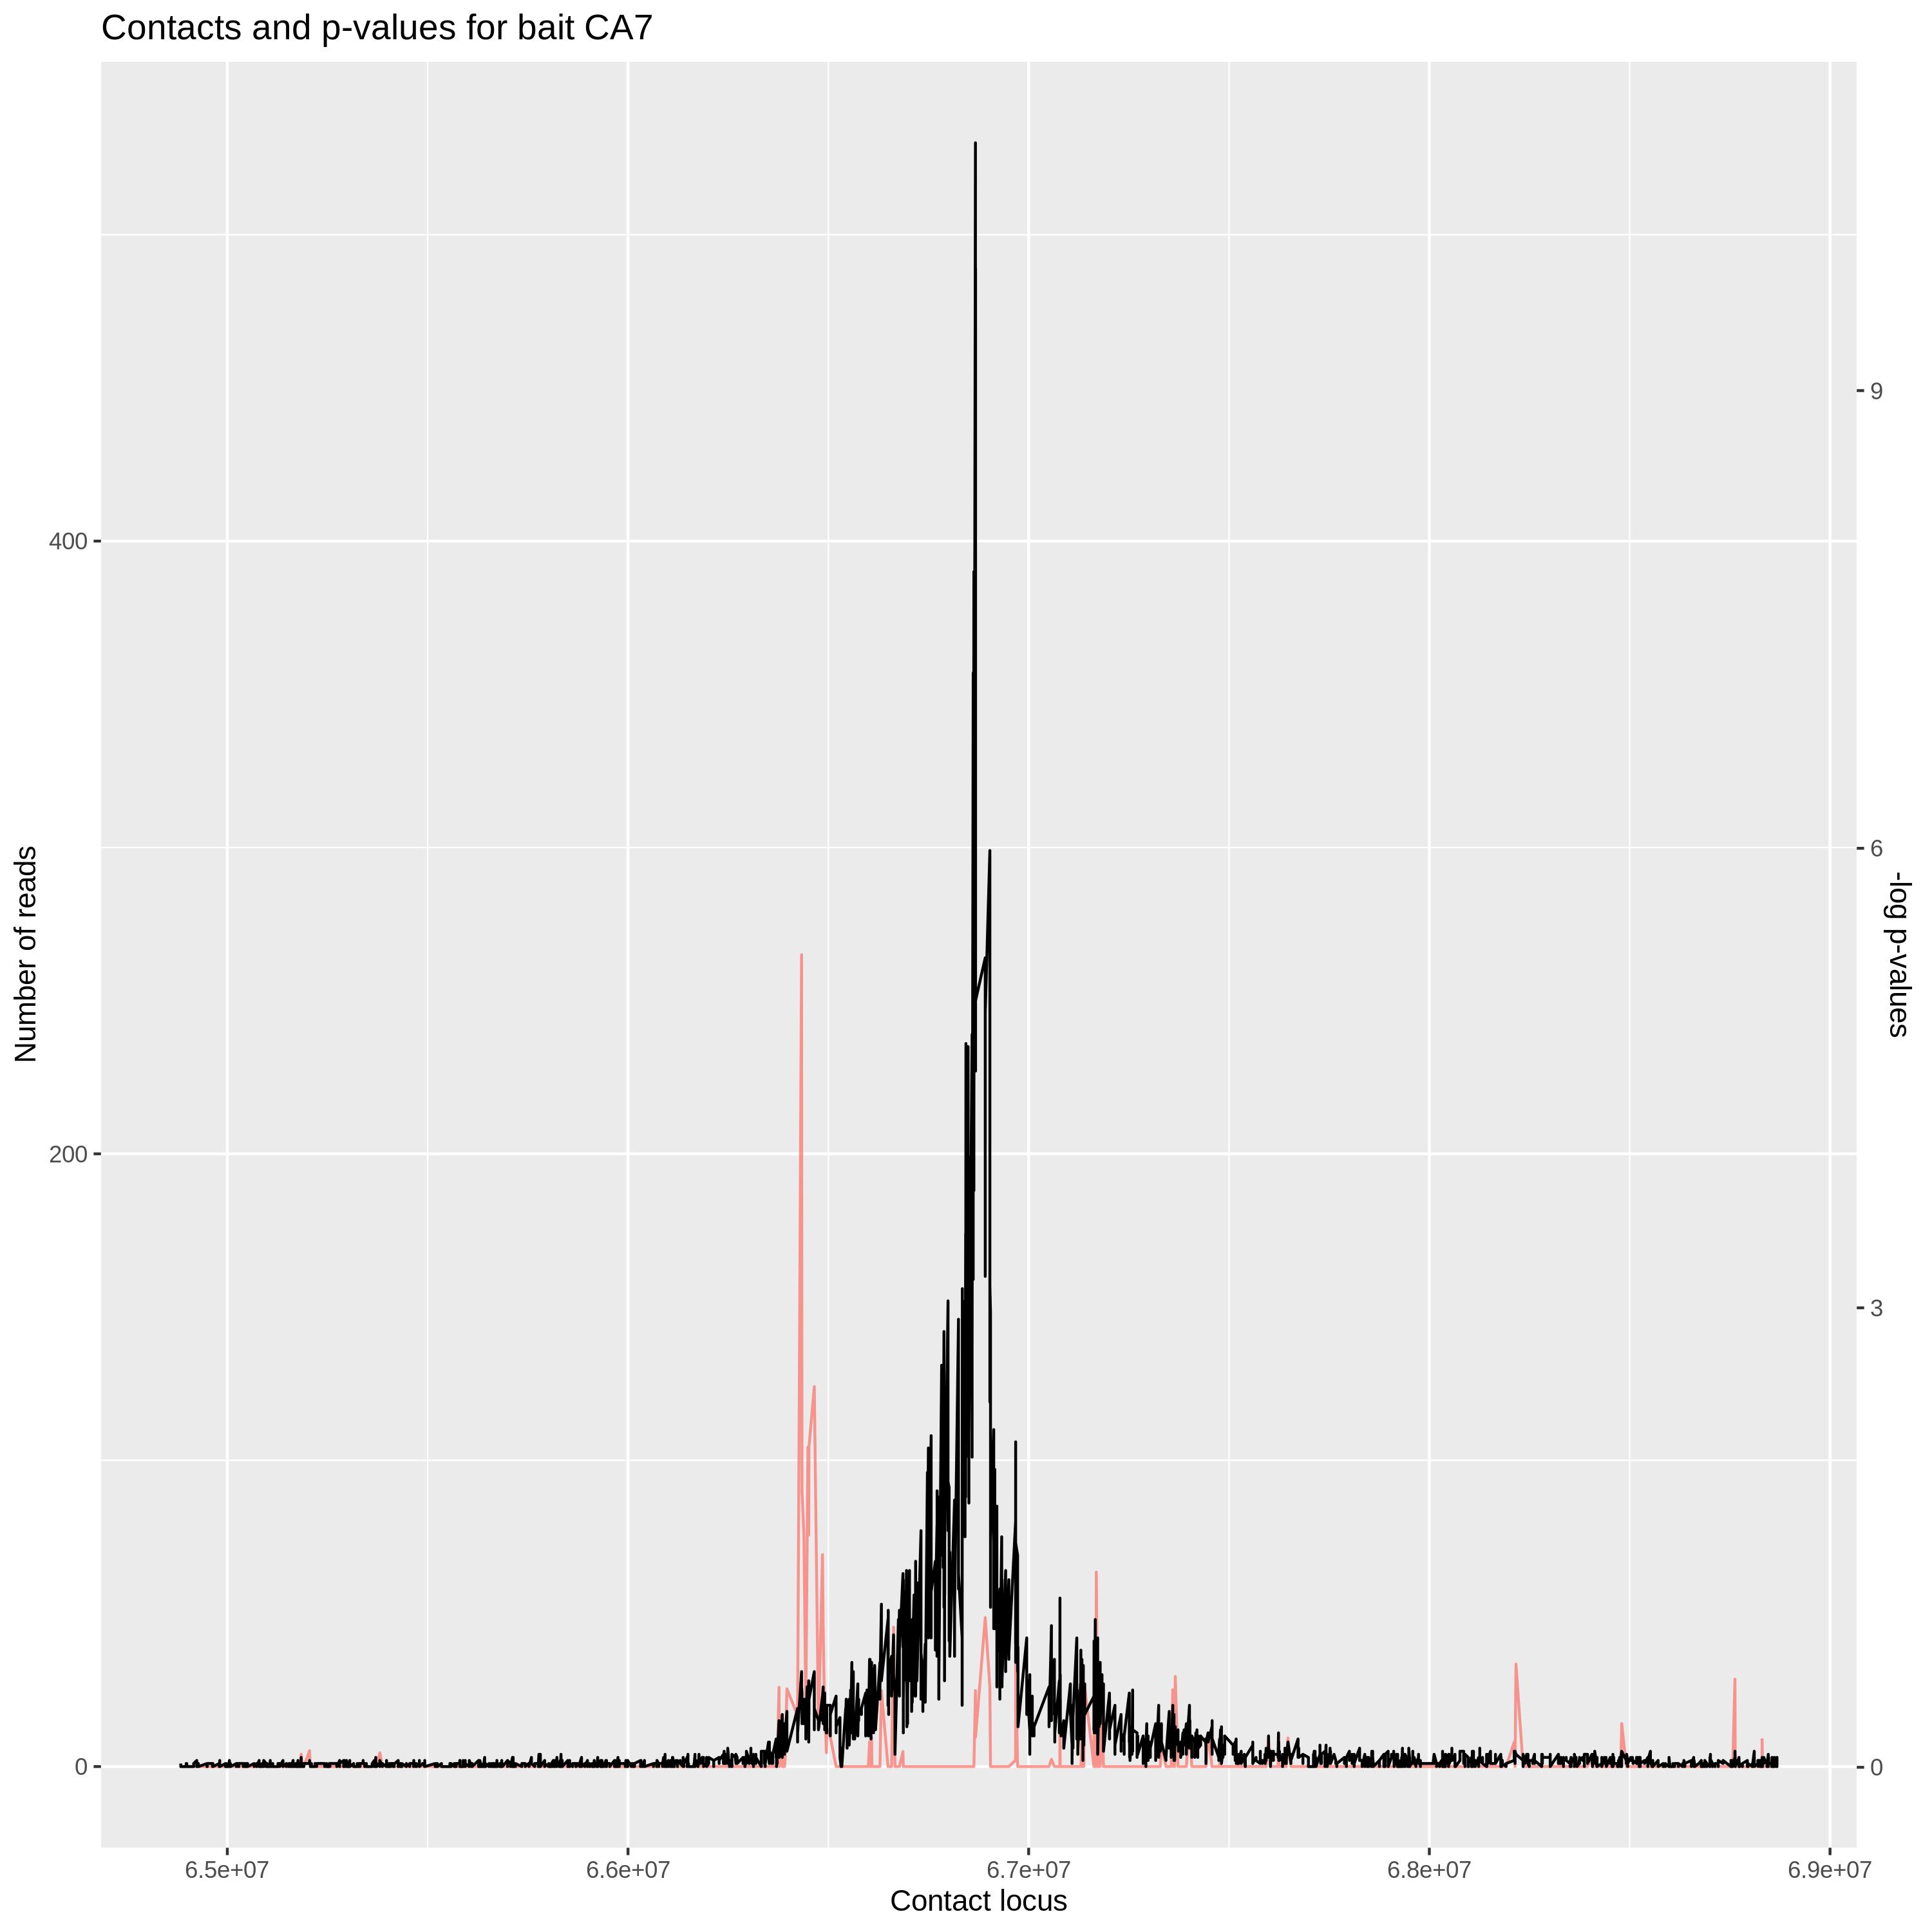 Contacts and p-values for bait CA7
Number of reads
400
200
0
9
6
3
0
-log p-values
6.5e+07 6.6e+07 6.7e+07 6.8e+07 6.9e+07
Contact locus